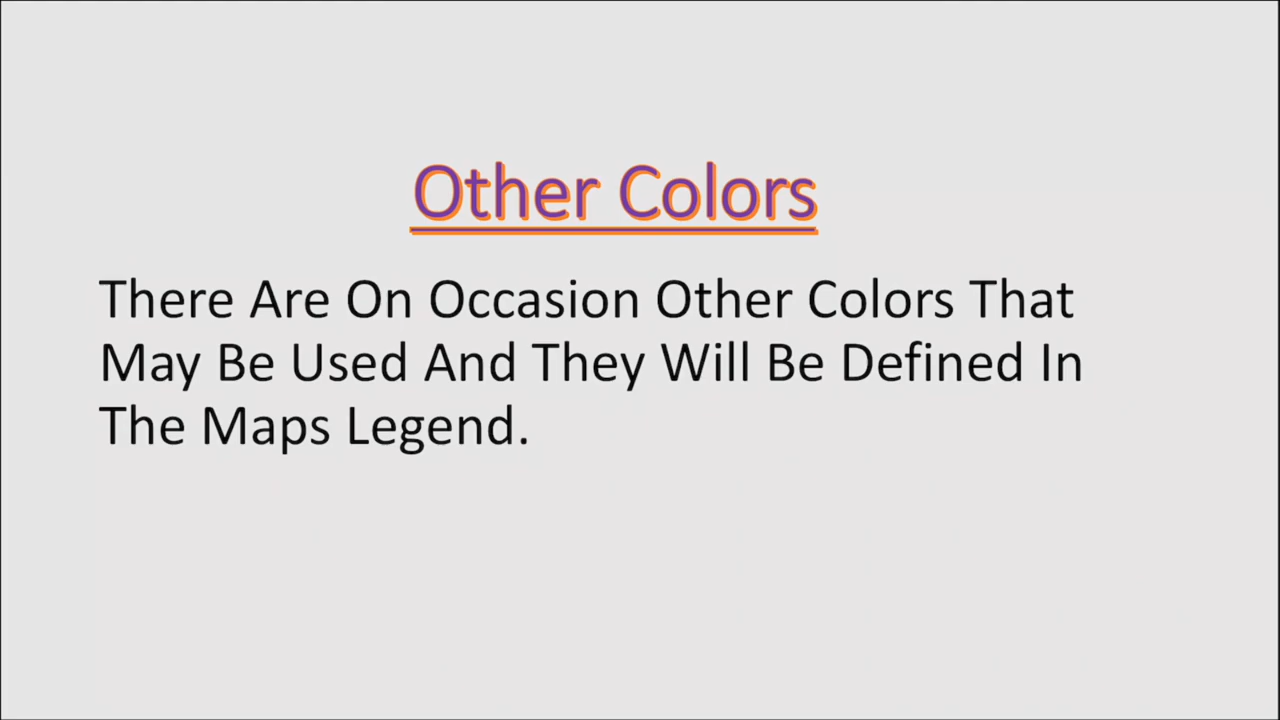 Other Colors
There Are On Occasion Other Colors That
May Be Used And They Will Be Defined In
The Maps Legend.